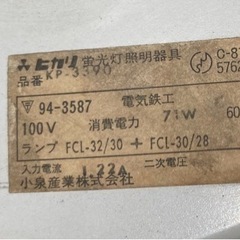 ヒカリ 蛍光灯照明器具
品番 KP-3390
94-3587 電気鉄工
100V 消費電力 71W 60
ランプ FCL-32/30 + FCL-30/28
入力電流 1.22A 二次電圧
小泉産業株式会社